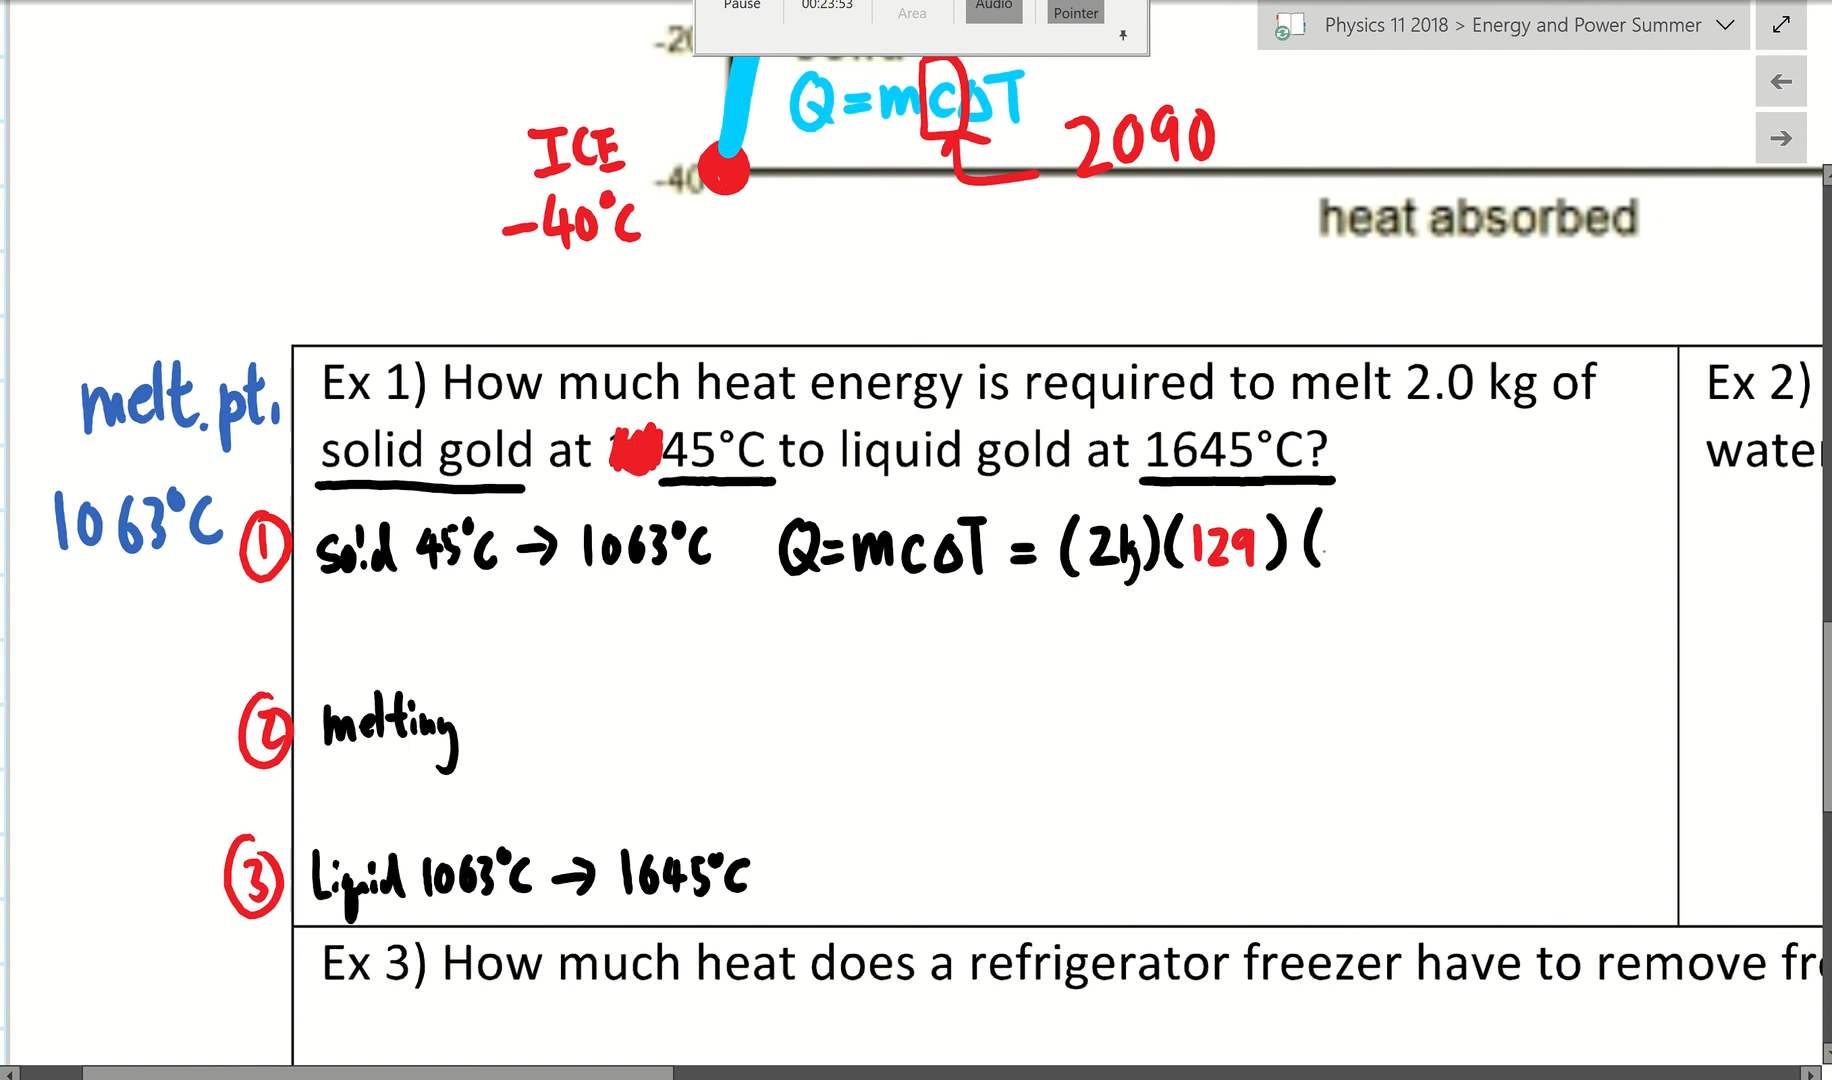 Pause
00:23:53
Area
Audio
Pointer
Physics 11 2018 > Energy and Power Summer
-20
Q=mcΔT
2090
ICE
-40°C
-40
heat absorbed
melt. pt.
1063°C
Ex 1) How much heat energy is required to melt 2.0 kg of
solid gold at 45°C to liquid gold at 1645°C?
Ex 2)
① solid 45°C → 1063°C Q=mcΔT = (2kg)(129)(
② melting
③ Liquid 1063°C → 1645°C
Ex 3) How much heat does a refrigerator freezer have to remove